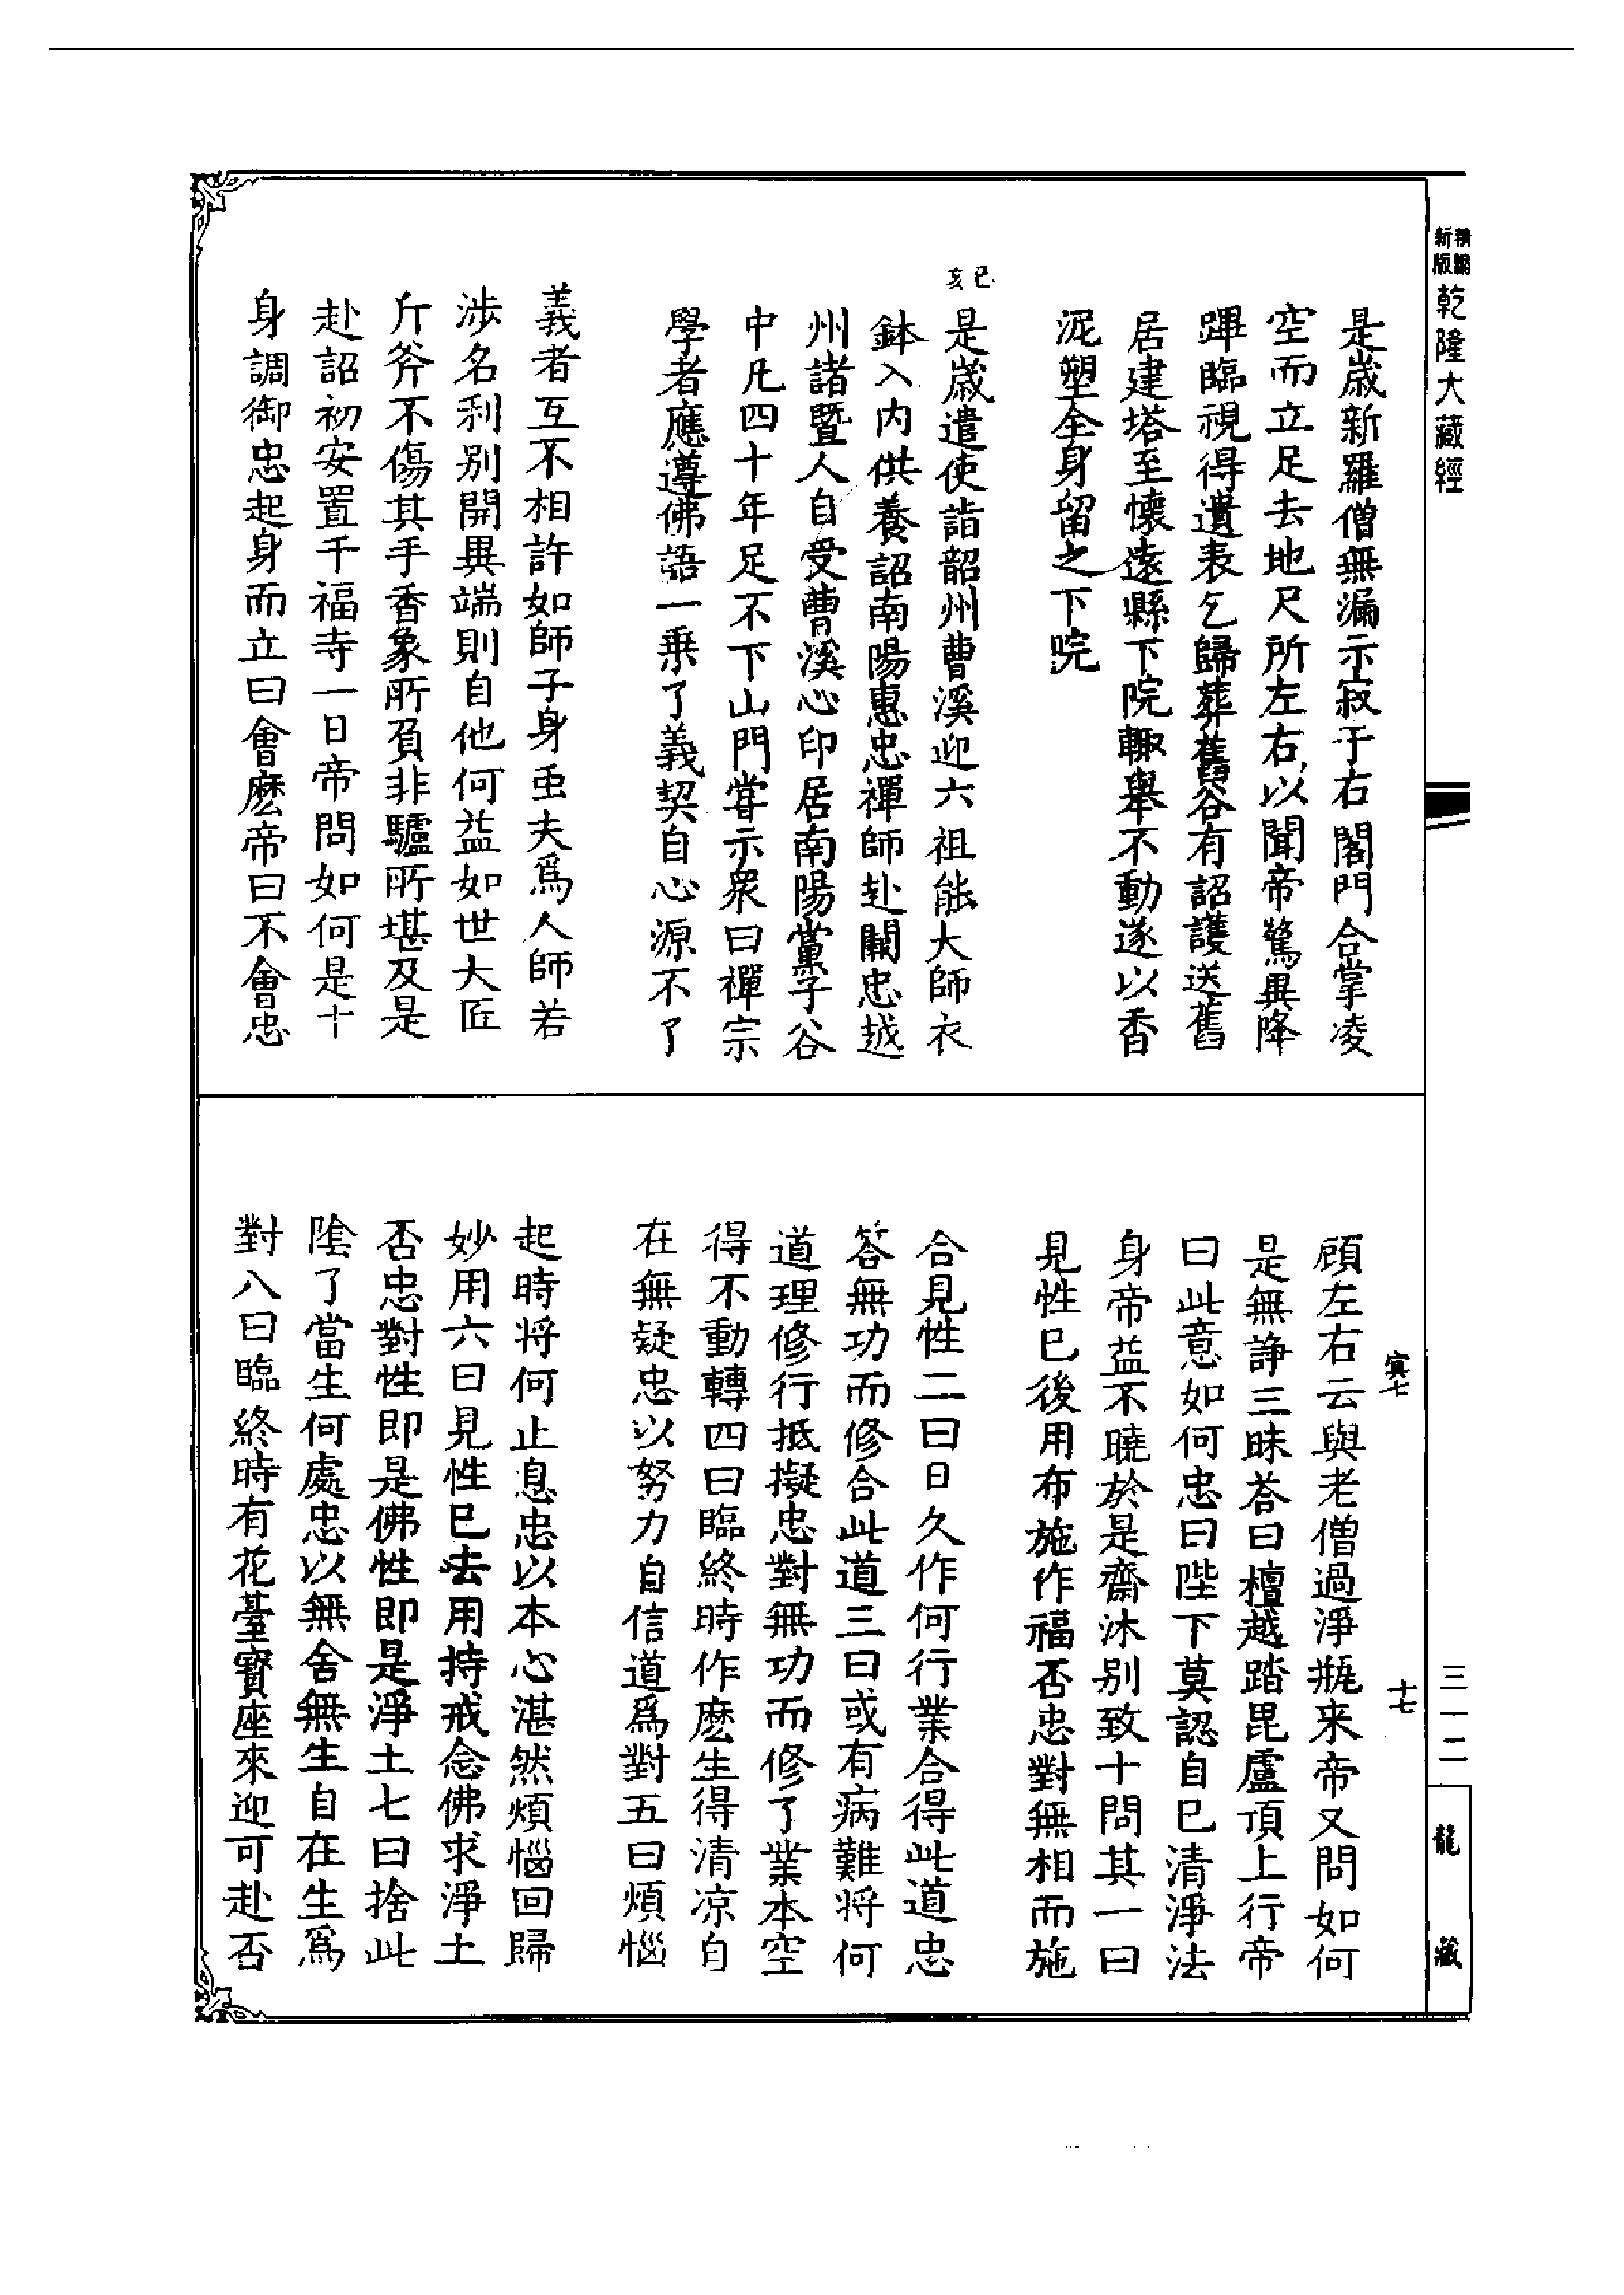 精縮新版
乾隆大藏經
是歲新羅僧無漏示寂于右閣門合掌凌
空而立足去地尺所左右以聞帝驚異降
蹕臨視得遺表乞歸葬舊谷有詔護送舊
居建塔至懷遠縣下院輙舉不動遂以香
泥塑全身留之下院
己亥
是歲遣使詣韶州曹溪迎六祖能大師衣
鉢入內供養詔南陽惠忠禪師赴闕忠越
州諸暨人自受曹溪心印居南陽黨子谷
中凡四十年足不下山門甞示眾曰禪宗
學者應遵佛語一乗了義契自心源不了
義者互不相許如師子身䖝夫爲人師若
涉名利别開異端則自他何益如世大匠
斤斧不傷其手香象所負非驢所堪及是
赴詔初安置千福寺一日帝問如何是十
身調御忠起身而立曰會麽帝曰不會忠
寘七
十七
顧左右云與老僧過淨瓶来帝又問如何
是無諍三昧荅曰檀越踏毘盧頂上行帝
曰此意如何忠曰陛下莫認自巳清淨法
身帝益不曉於是齋沐别致十問其一曰
見性巳後用布施作福否忠對無相而施
合見性二曰日久作何行業合得此道忠
答無功而修合此道三曰或有病難将何
道理修行抵擬忠對無功而修了業本空
得不動轉四曰臨終時作麽生得清凉自
在無疑忠以努力自信道爲對五曰煩惱
起時将何止息忠以本心湛然煩惱回歸
妙用六曰見性巳去用持戒念佛求淨土
否忠對性即是佛性即是淨土七曰捨此
陰了當生何處忠以無舍無生自在生爲
對八曰臨終時有花臺寳座來迎可赴否
三一二
龍藏